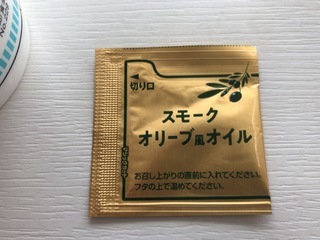 ◀切り口
スモーク
オリーブ風オイル
お召し上がりの直前に入れてください。
フタの上で温めてください。